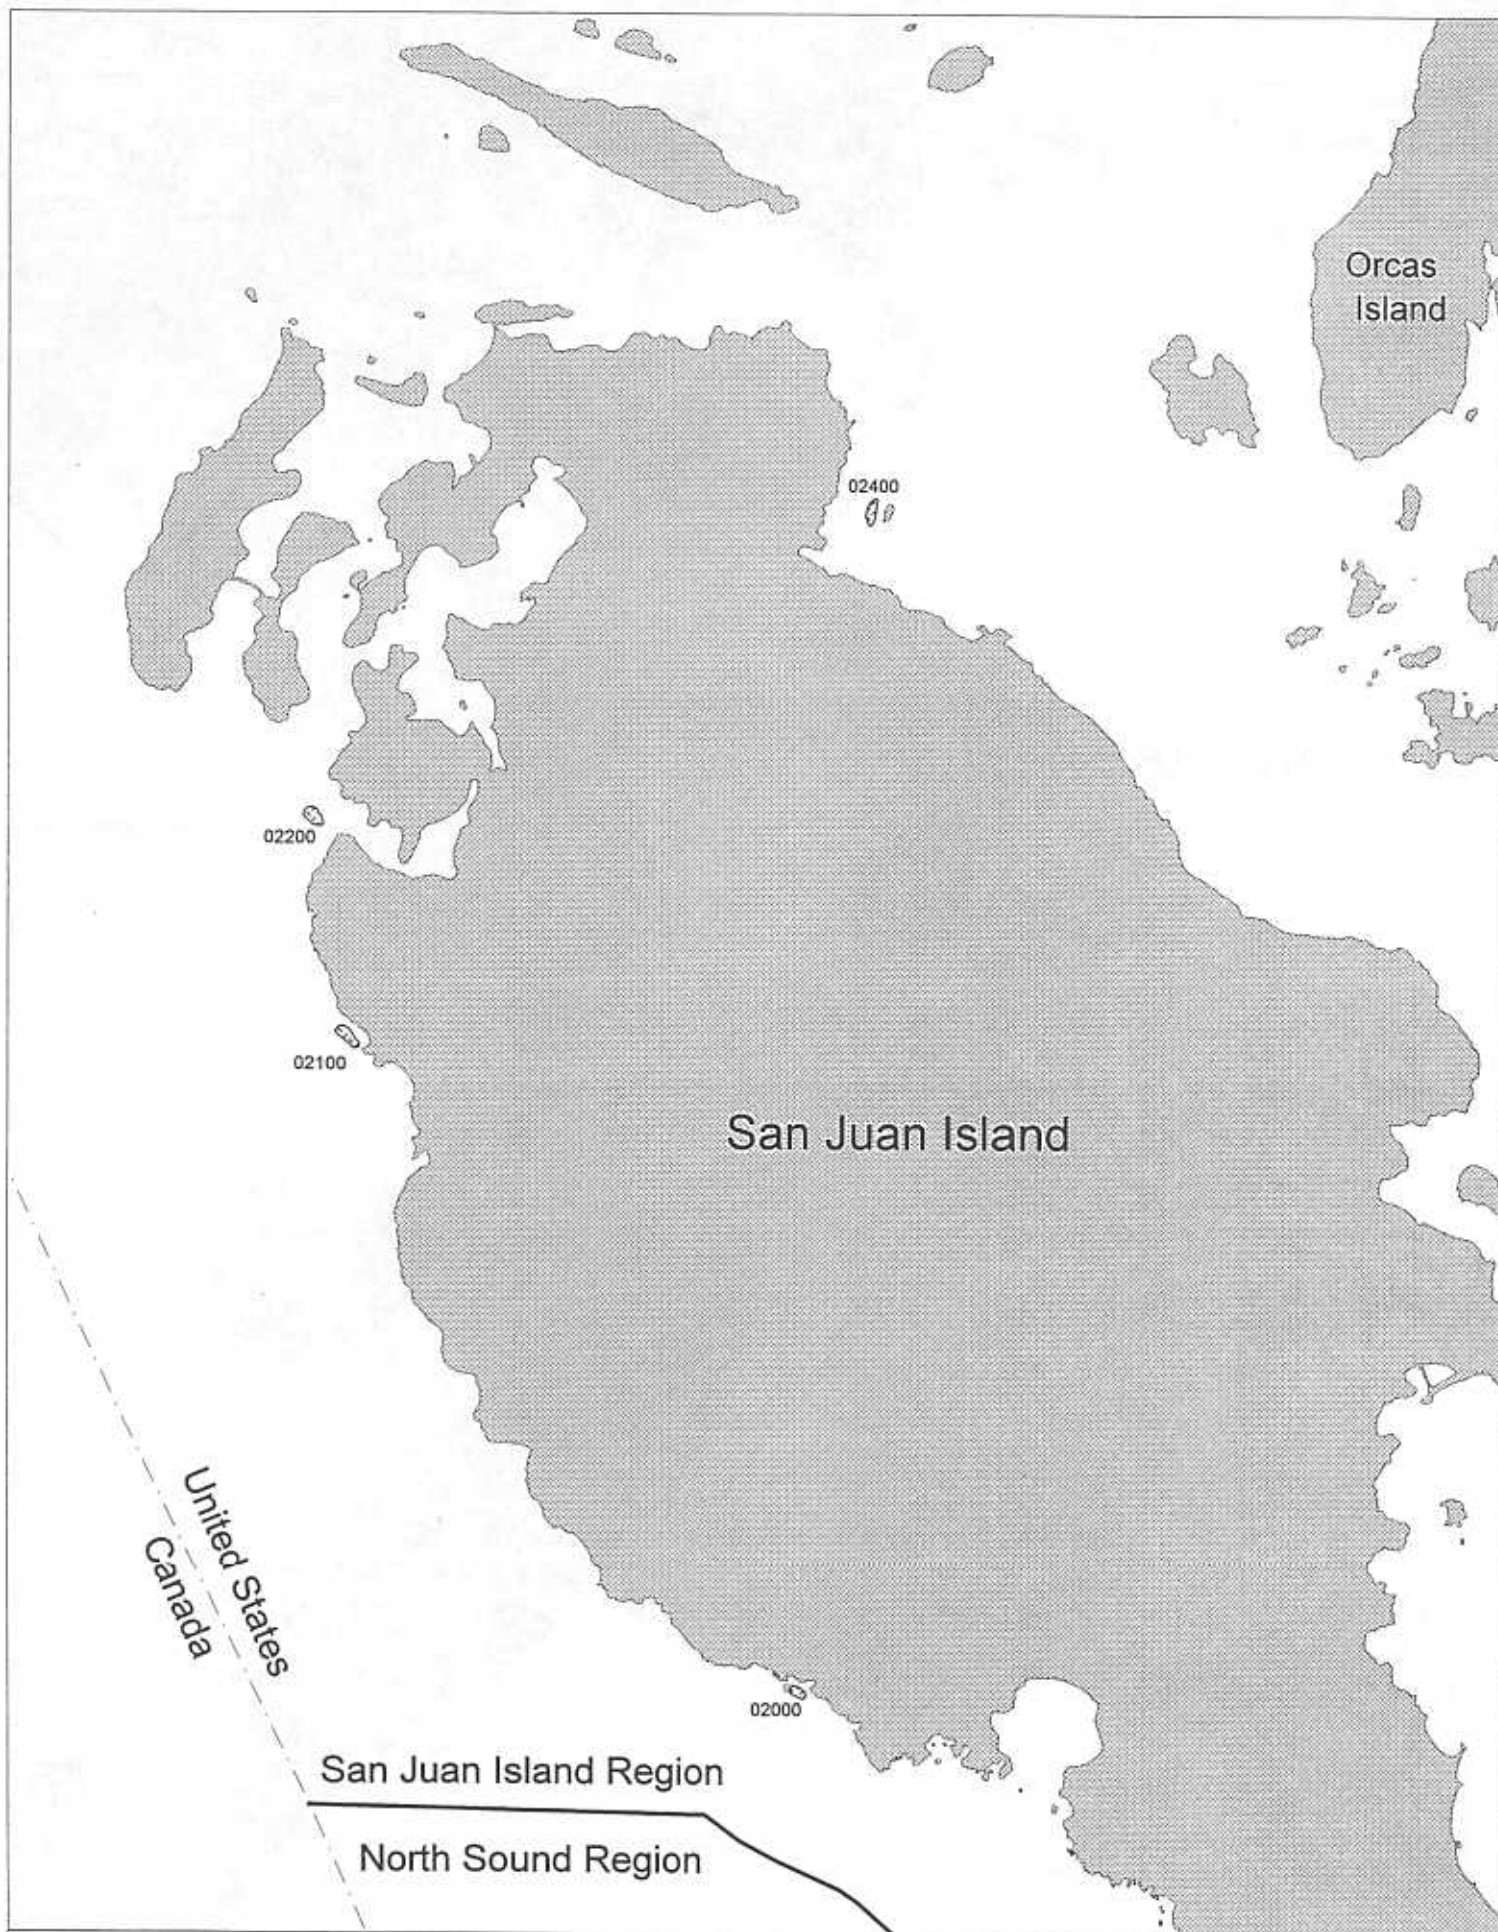 Orcas
Island
02400
02200
02100
San Juan Island
United States
Canada
02000
San Juan Island Region
North Sound Region